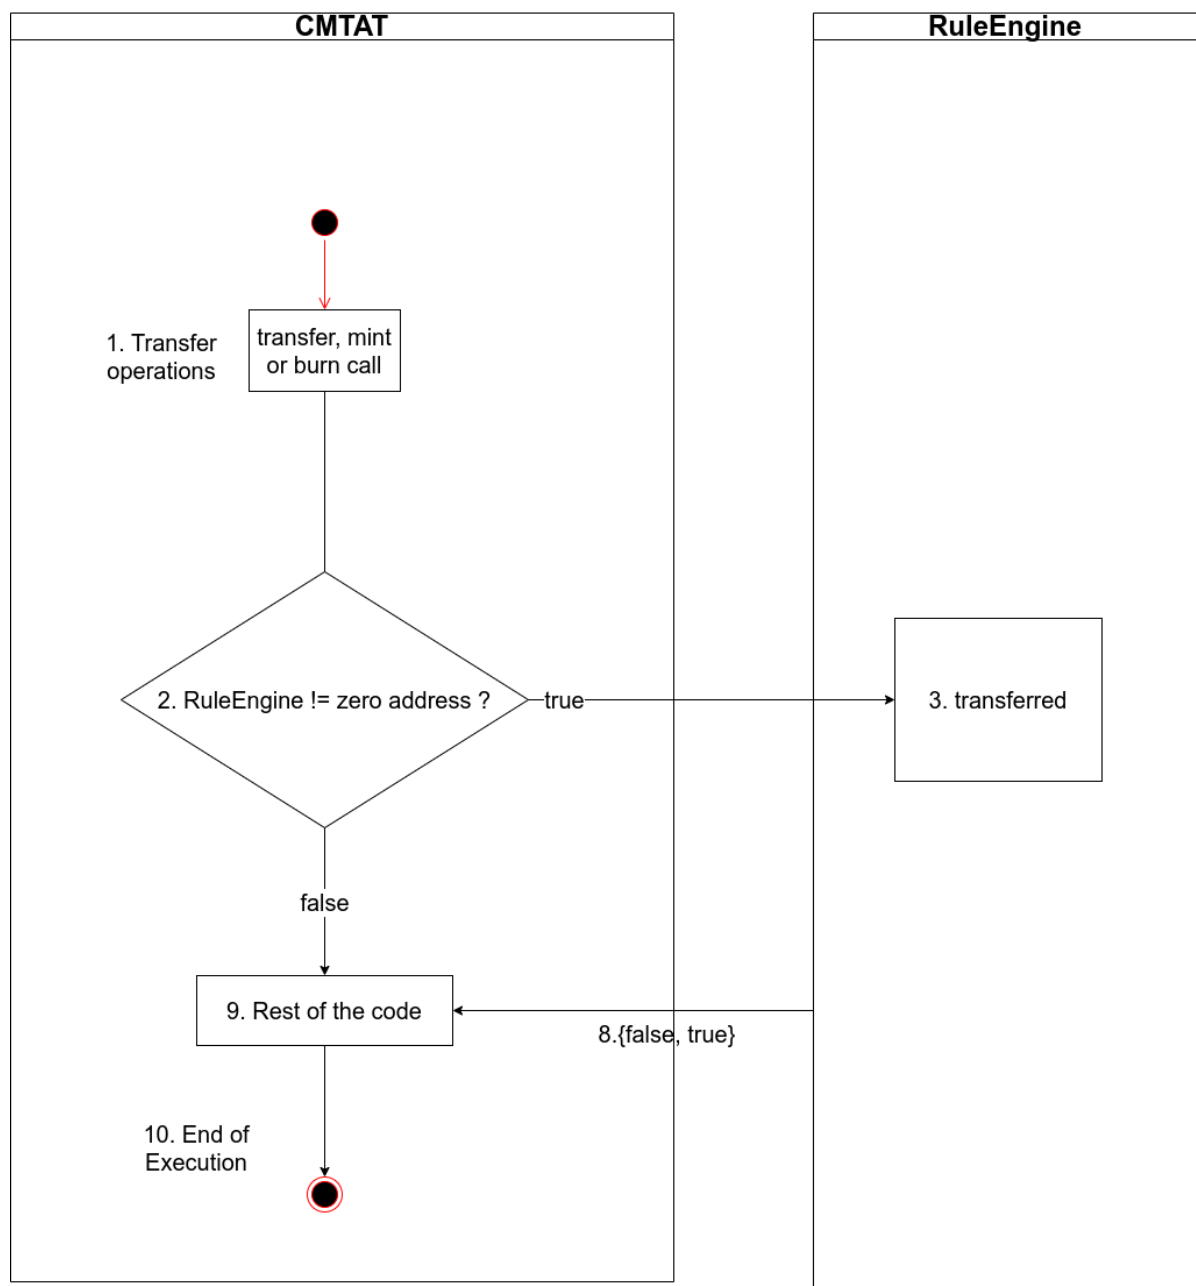 CMTAT
RuleEngine
1. Transfer
operations
transfer, mint
or burn call
2. RuleEngine != zero address ?
true
3. transferred
false
9. Rest of the code
8.{false, true}
10. End of
Execution